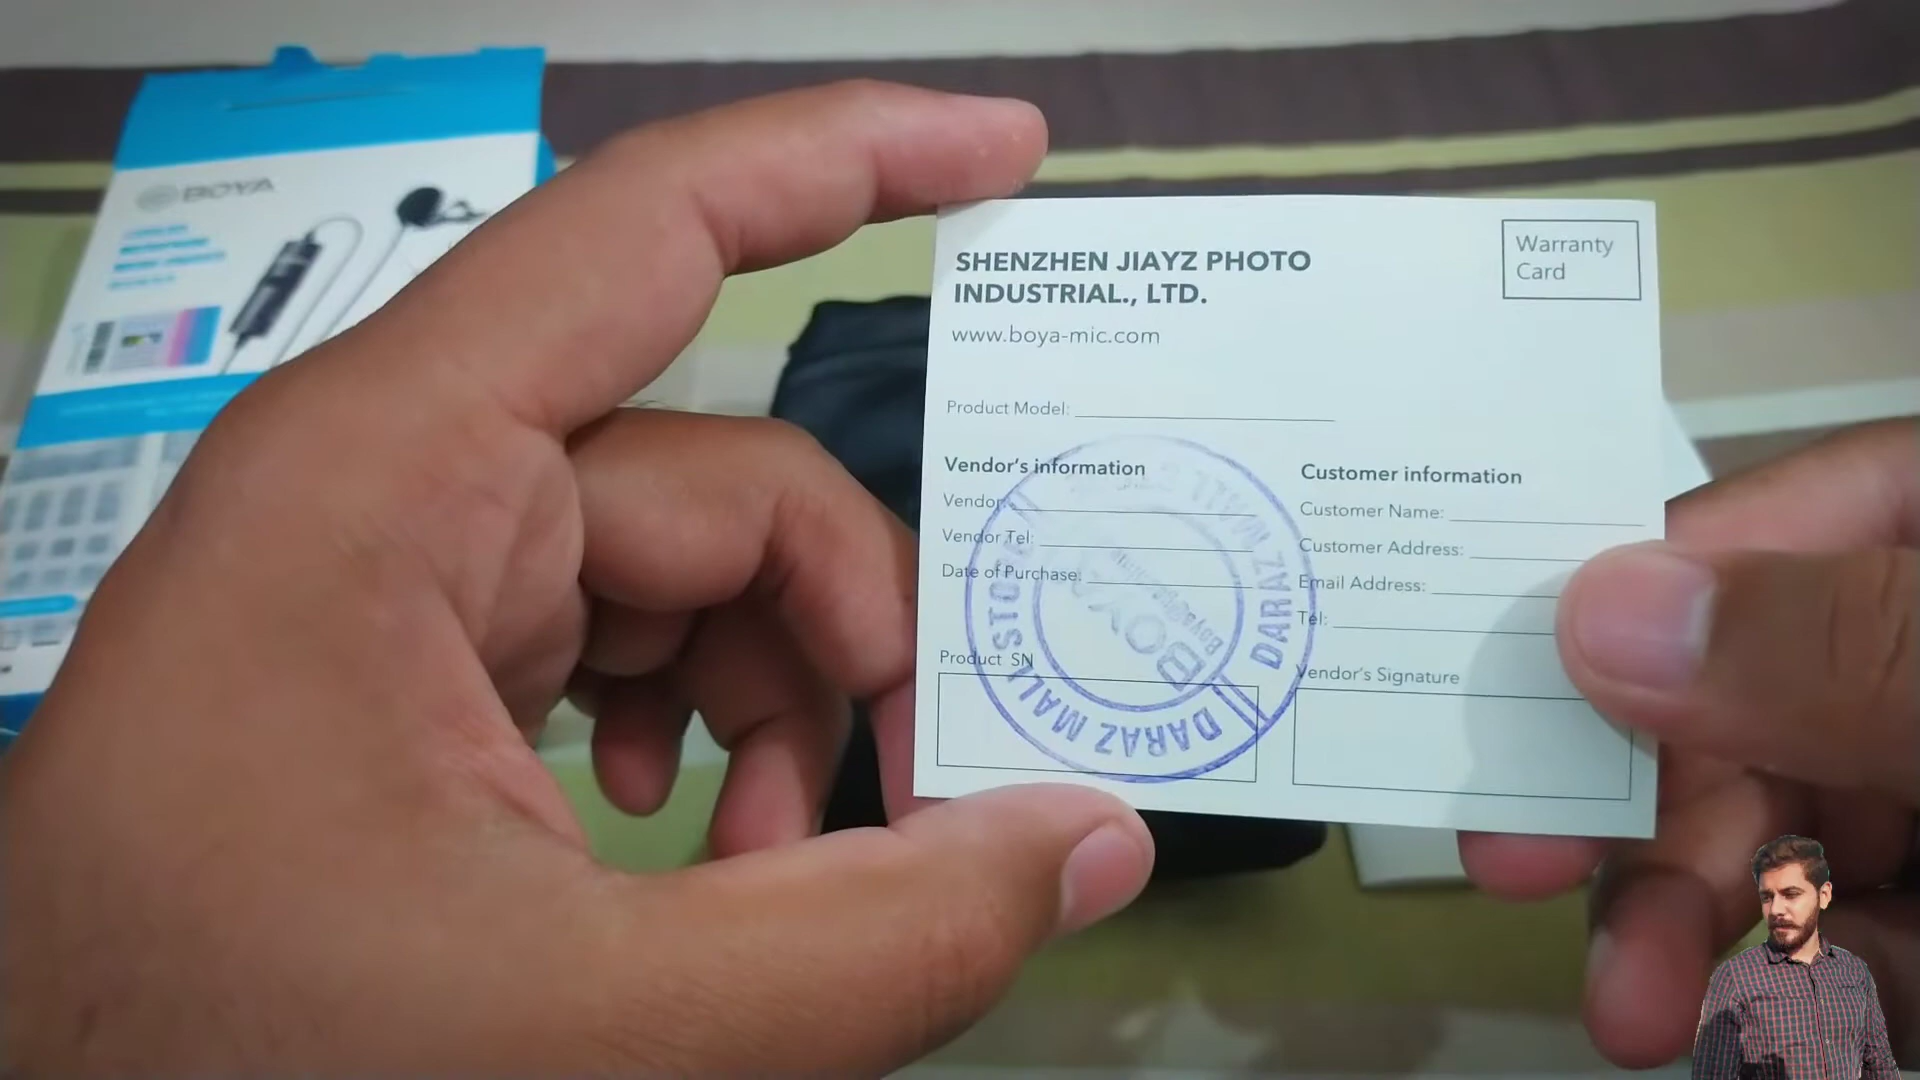 BOYA
SHENZHEN JIAYZ PHOTO
INDUSTRIAL., LTD.
www.boya-mic.com
Warranty
Card
Product Model:
Vendor's information
Vendor:
Vendor Tel:
Date of Purchase:
Product SN
Customer information
Customer Name:
Customer Address:
Email Address:
Tel:
Vendor's Signature
DARAZ MALL
DARAZ MALL STORE
BOYA